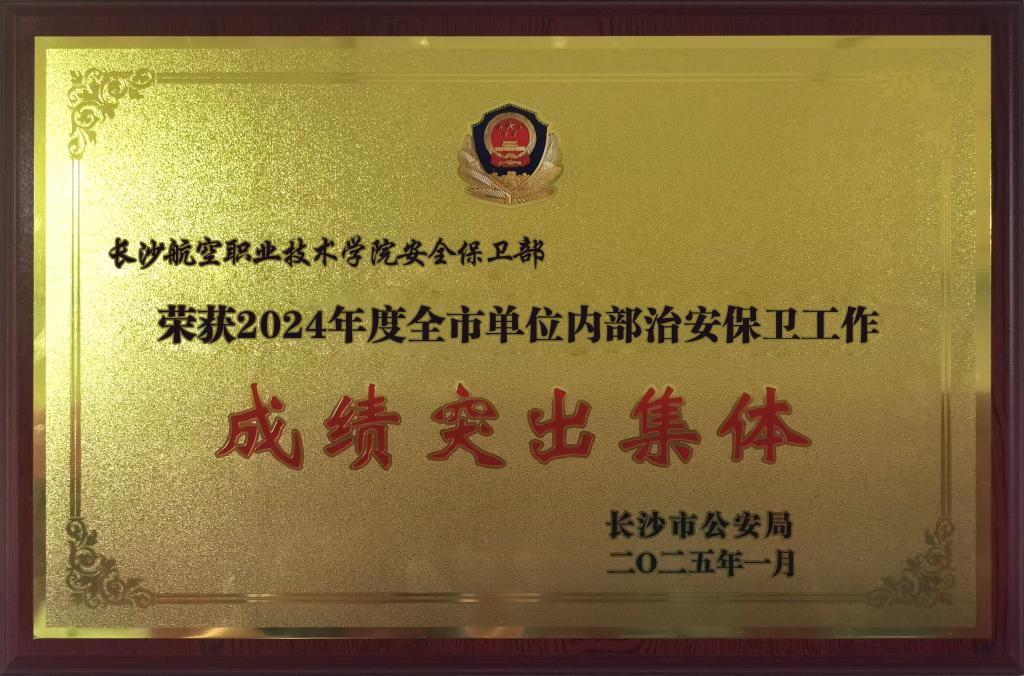 长沙航空职业技术学院安全保卫部
荣获2024年度全市单位内部治安保卫工作
成绩突出集体
长沙市公安局
二〇二五年一月